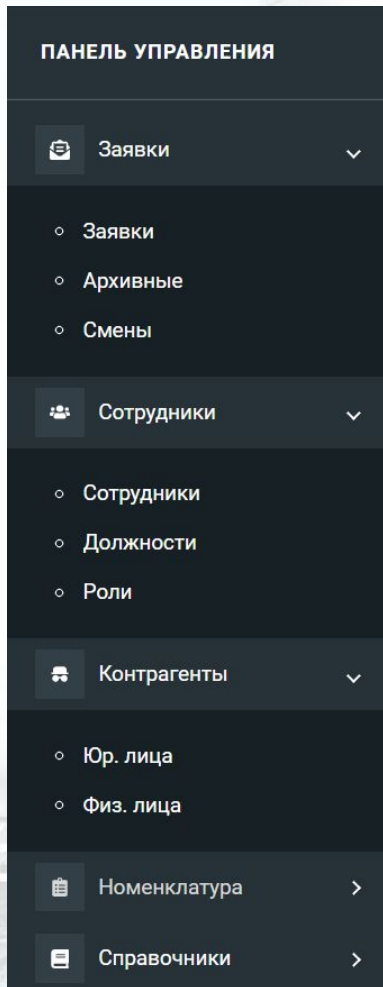 ПАНЕЛЬ УПРАВЛЕНИЯ
Заявки
Заявки
Архивные
Смены
Сотрудники
Сотрудники
Должности
Роли
Контрагенты
Юр. лица
Физ. лица
Номенклатура
Справочники